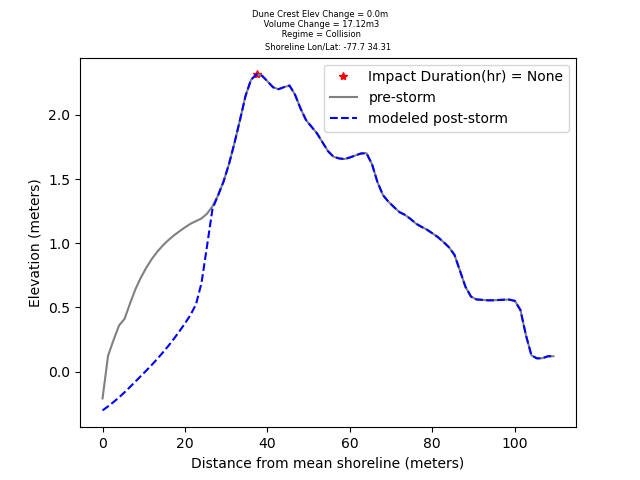 Dune Crest Elev Change = 0.0m
Volume Change = 17.12m3
Regime = Collision
Shoreline Lon/Lat: -77.7 34.31
Impact Duration(hr) = None
pre-storm
modeled post-storm
2.0
1.5
1.0
0.5
0.0
Elevation (meters)
0 20 40 60 80 100
Distance from mean shoreline (meters)